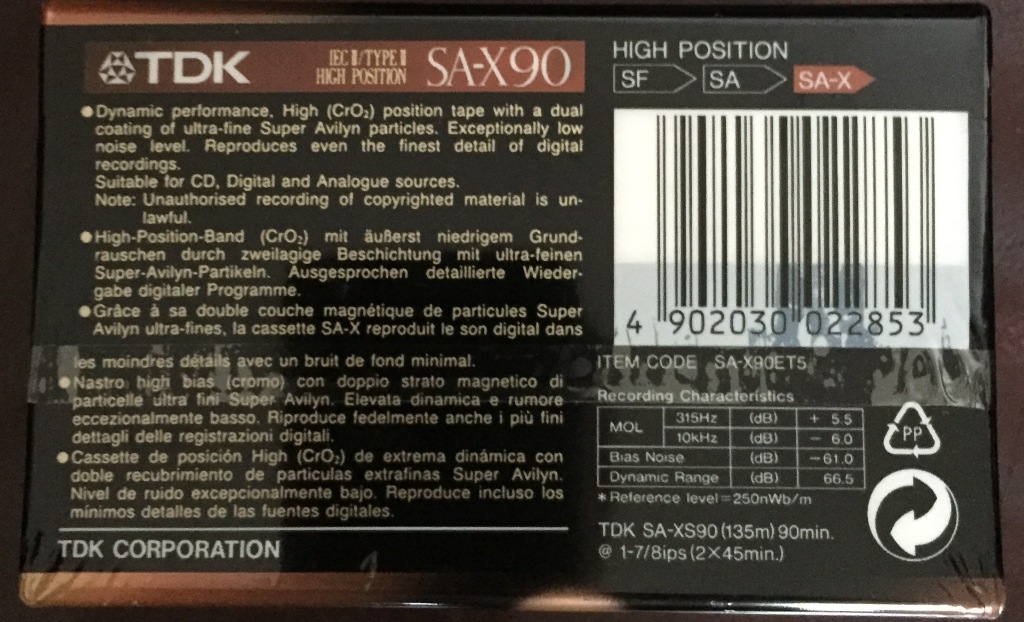 TDK IEC II/TYPE II
HIGH POSITION SA-X90
●Dynamic performance, High (CrO₂) position tape with a dual
coating of ultra-fine Super Avilyn particles. Exceptionally low
noise level. Reproduces even the finest detail of digital
recordings.
Suitable for CD, Digital and Analogue sources.
Note: Unauthorised recording of copyrighted material is un-
lawful.
●High-Position-Band (CrO₂) mit äußerst niedrigem Grund-
rauschen durch zweilagige Beschichtung mit ultra-feinen
Super-Avilyn-Partikeln. Ausgesprochen detaillierte Wieder-
gabe digitaler Programme.
●Grâce à sa double couche magnétique de particules Super
Avilyn ultra-fines, la cassette SA-X reproduit le son digital dans
les moindres détails avec un bruit de fond minimal.
●Nastro high bias (cromo) con doppio strato magnetico di
particelle ultra fini Super Avilyn. Elevata dinamica e rumore
eccezionalmente basso. Riproduce fedelmente anche i più fini
dettagli delle registrazioni digitali.
●Cassette de posición High (CrO₂) de extrema dinámica con
doble recubrimiento de particulas extrafinas Super Avilyn.
Nivel de ruido excepcionalmente bajo. Reproduce incluso los
mínimos detalles de las fuentes digitales.
TDK CORPORATION
HIGH POSITION
SF SA SA-X
4 902030 022853
ITEM CODE SA-X90ET5
Recording Characteristics
MOL 315Hz (dB) + 5.5
10kHz (dB) − 6.0
Bias Noise (dB) −61.0
Dynamic Range (dB) 66.5
*Reference level=250nWb/m
TDK SA-XS90(135m)90min.
@ 1-7/8ips(2×45min.)
PP